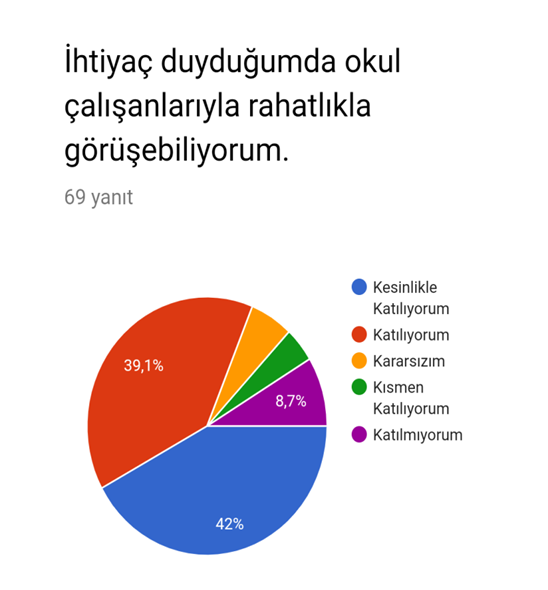 İhtiyaç duyduğumda okul
çalışanlarıyla rahatlıkla
görüşebiliyorum.
69 yanıt
Kesinlikle
Katılıyorum
Katılıyorum
Kararsızım
Kısmen
Katılıyorum
Katılmıyorum
39,1%
8,7%
42%